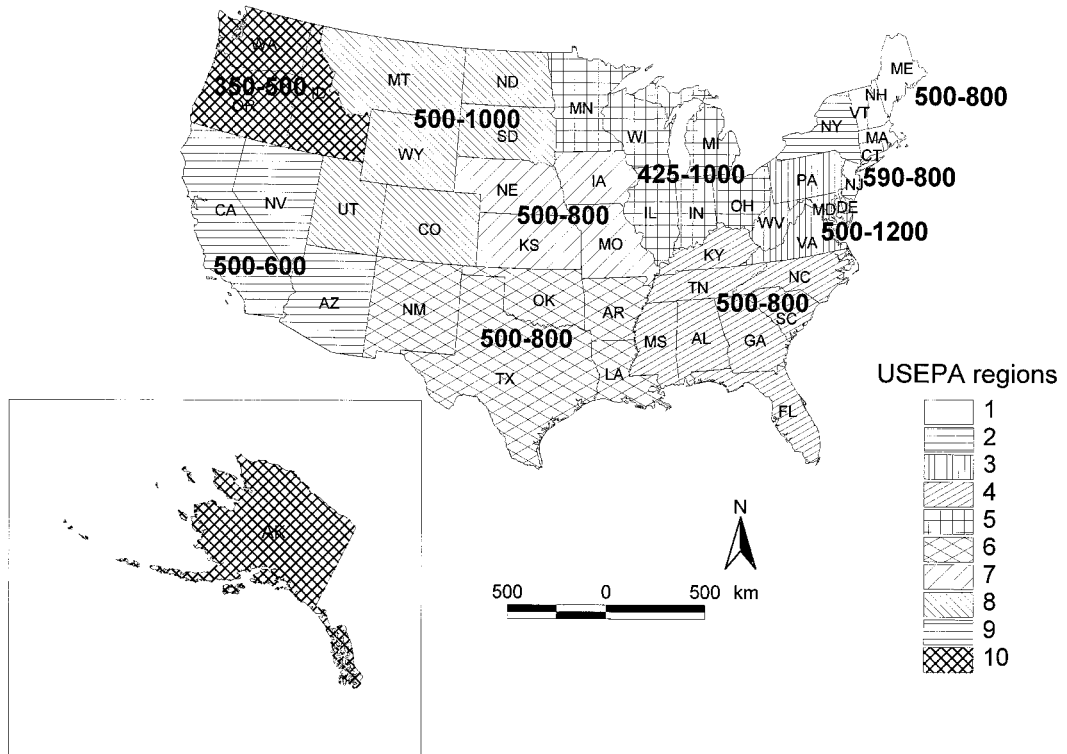 WA
350-500
OR
ID
MT
ND
500-1000
SD
WY
MN
WI
MI
425-1000
ME
NH
VT
500-800
NY
MA
CT
NJ
590-800
PA
MD
DE
WV
VA
500-1200
OH
IN
IL
IA
NE
500-800
KS
MO
CA
NV
UT
CO
500-600
AZ
NM
OK
AR
500-800
TX
LA
KY
TN
NC
500-800
SC
MS
AL
GA
FL
AK
N
500 0 500 km
USEPA regions
1
2
3
4
5
6
7
8
9
10